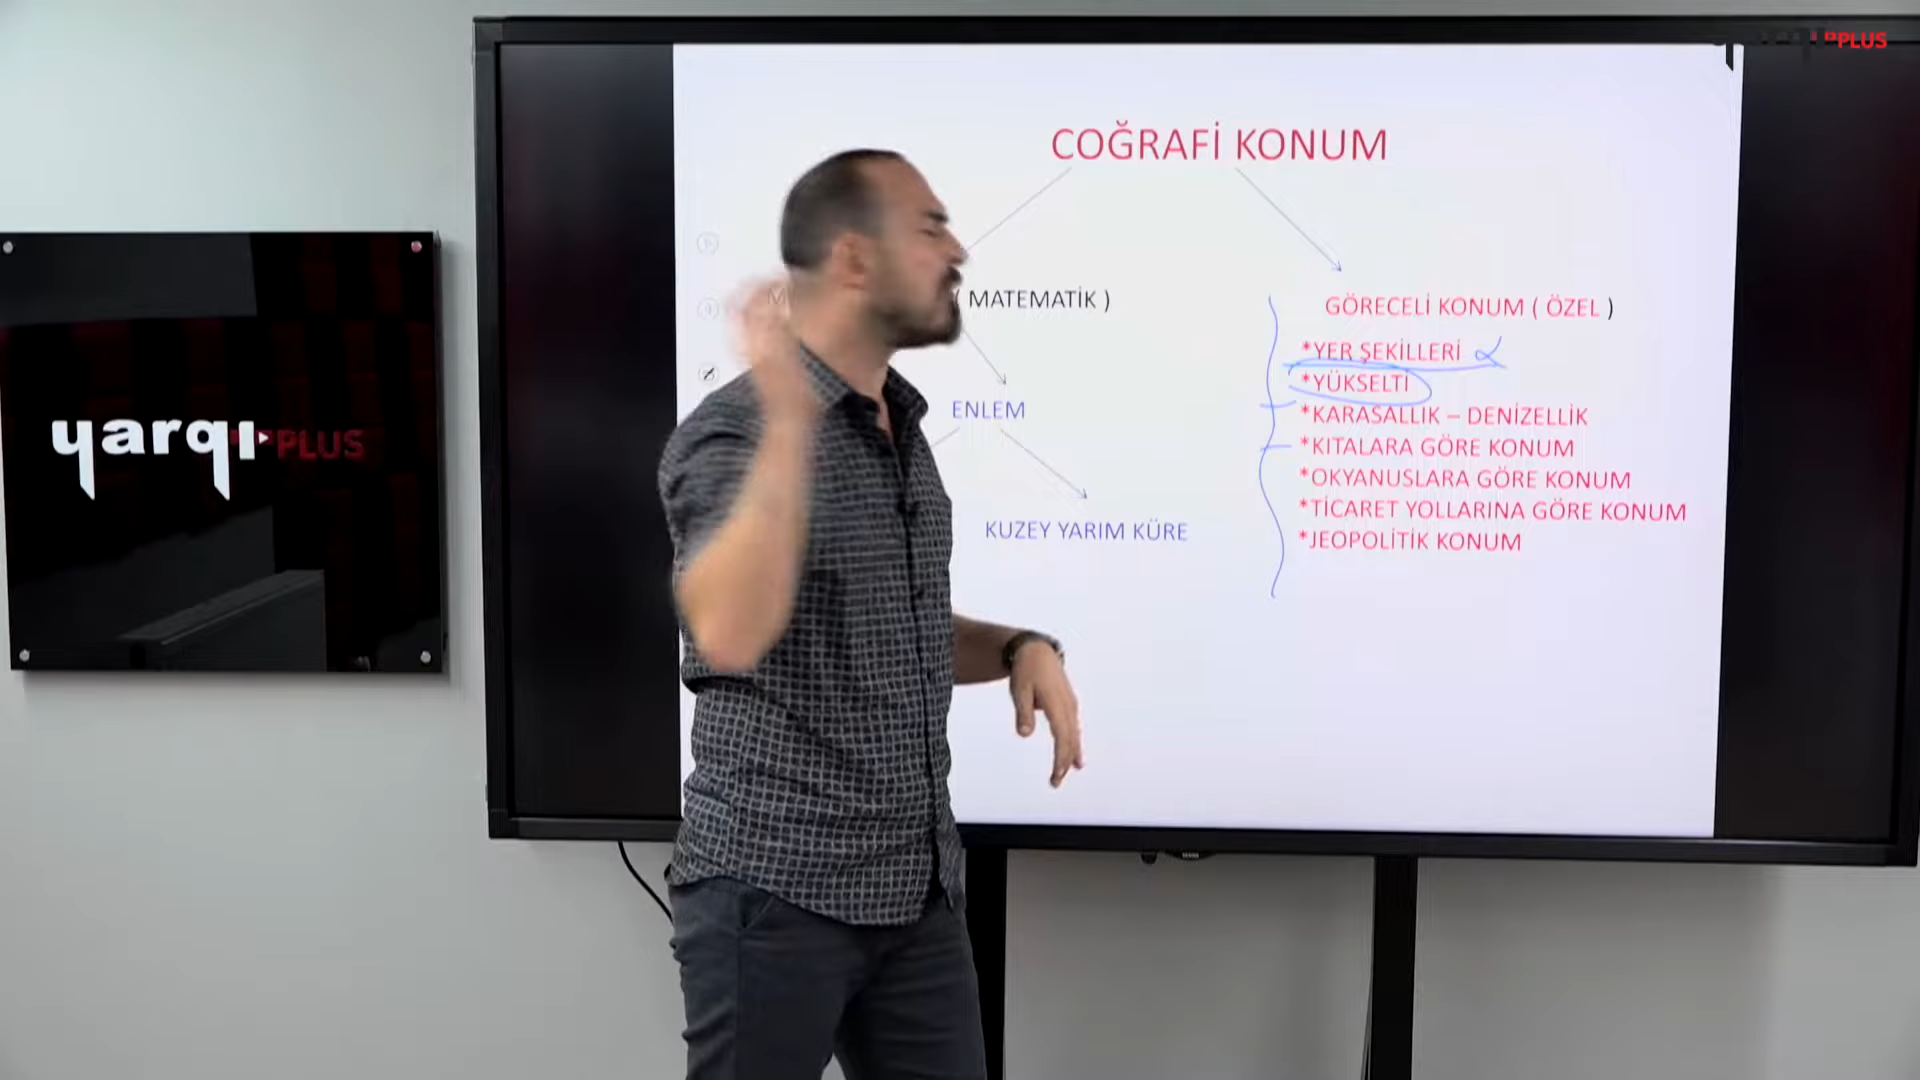 PLUS
COĞRAFİ KONUM
( MATEMATİK )
GÖRECELİ KONUM ( ÖZEL )
*YER ŞEKİLLERİ
*YÜKSELTİ
ENLEM
*KARASALLIK – DENİZELLİK
*KITALARA GÖRE KONUM
*OKYANUSLARA GÖRE KONUM
*TİCARET YOLLARINA GÖRE KONUM
KUZEY YARIM KÜRE
*JEOPOLİTİK KONUM
yargı PLUS